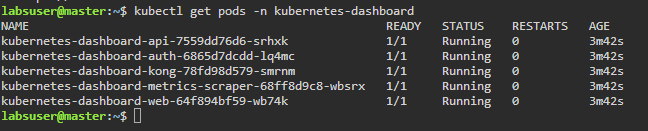 labsuser@master:~$ kubectl get pods -n kubernetes-dashboard
NAME READY STATUS RESTARTS AGE
kubernetes-dashboard-api-7559dd76d6-srhxk 1/1 Running 0 3m42s
kubernetes-dashboard-auth-6865d7dcdd-lq4mc 1/1 Running 0 3m42s
kubernetes-dashboard-kong-78fd98d579-smrnm 1/1 Running 0 3m42s
kubernetes-dashboard-metrics-scraper-68ff8d9c8-wbsrx 1/1 Running 0 3m42s
kubernetes-dashboard-web-64f894bf59-wb74k 1/1 Running 0 3m42s
labsuser@master:~$